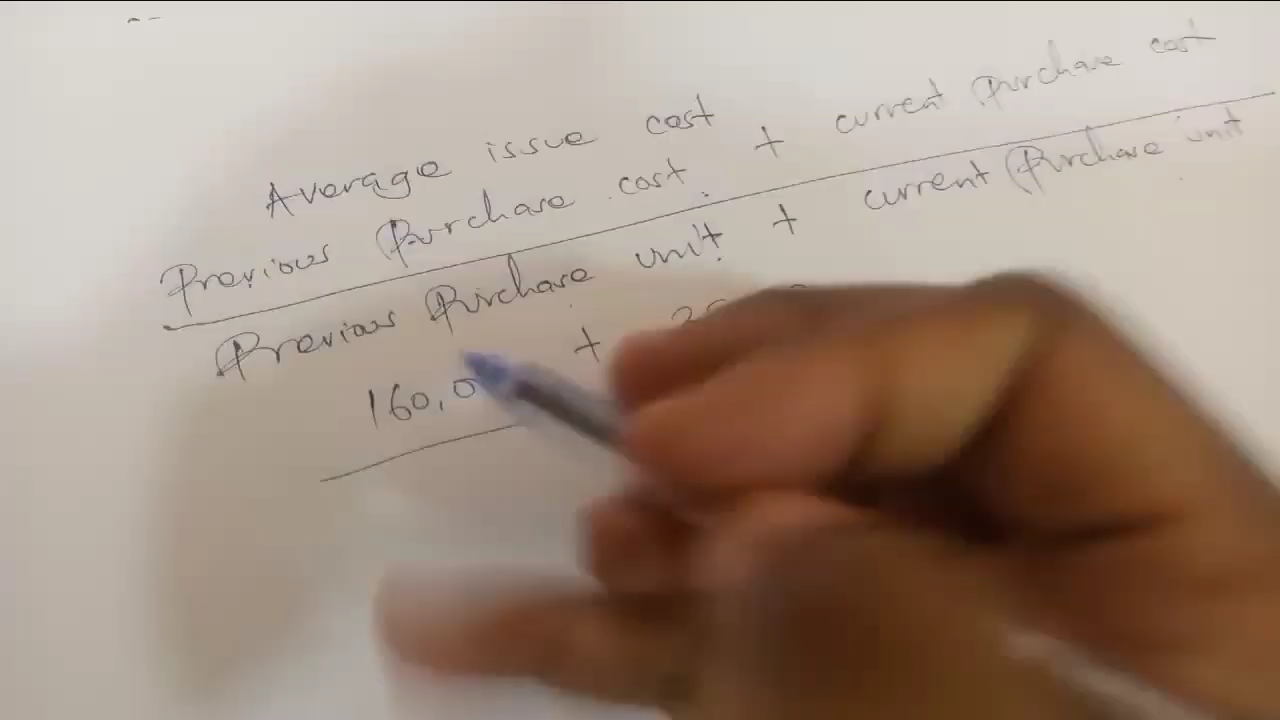 Average issue cost
Previous Purchase cost + current Purchase cost
Previous Purchase unit + current Purchase unit
160,0 +